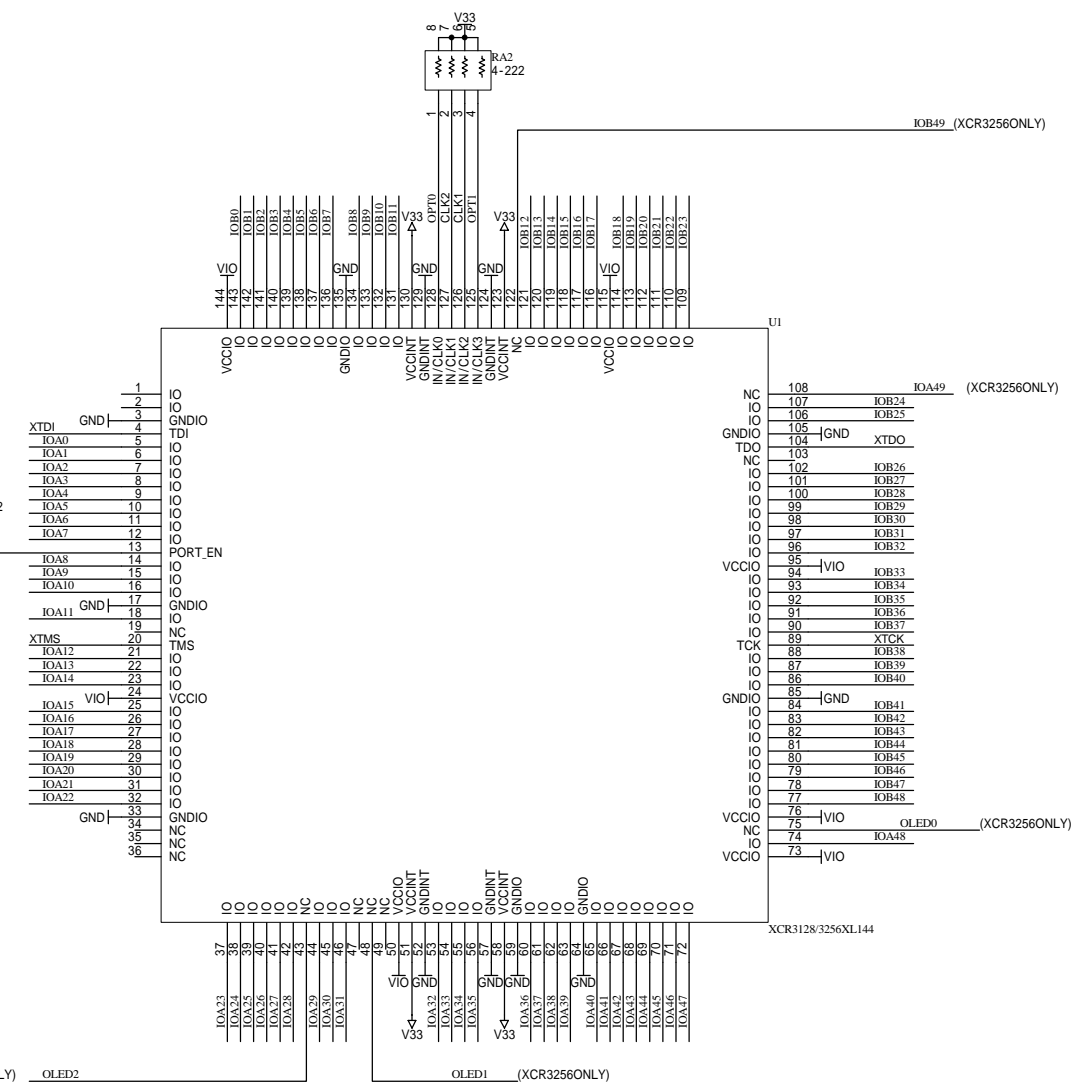 V33
8 7 6 5
RA2
4-222
1 2 3 4
IOB49 (XCR3256ONLY)
IOB0 IOB1 IOB2 IOB3 IOB4 IOB5 IOB6 IOB7 IOB8 IOB9 IOB10 IOB11 V33 OPT0 CLK2 CLK1 OPT1 V33 IOB12 IOB13 IOB14 IOB15 IOB16 IOB17 IOB18 IOB19 IOB20 IOB21 IOB22 IOB23
VIO GND GND GND VIO
144 143 142 141 140 139 138 137 136 135 134 133 132 131 130 129 128 127 126 125 124 123 122 121 120 119 118 117 116 115 114 113 112 111 110 109
U1
VCCIO IO IO IO IO IO IO IO IO GNDIO IO IO IO IO VCCINT GNDINT IN/CLK0 IN/CLK1 IN/CLK2 IN/CLK3 GNDINT VCCINT NC IO IO IO IO IO IO VCCIO IO IO IO IO IO IO
1 IO
2 IO
GND 3 GNDIO
XTDI 4 TDI
IOA0 5 IO
IOA1 6 IO
IOA2 7 IO
IOA3 8 IO
IOA4 9 IO
2 IOA5 10 IO
IOA6 11 IO
IOA7 12 IO
13 PORT_EN
IOA8 14 IO
IOA9 15 IO
IOA10 16 IO
GND 17 GNDIO
IOA11 18 IO
19 NC
XTMS 20 TMS
IOA12 21 IO
IOA13 22 IO
IOA14 23 IO
VIO 24 VCCIO
IOA15 25 IO
IOA16 26 IO
IOA17 27 IO
IOA18 28 IO
IOA19 29 IO
IOA20 30 IO
IOA21 31 IO
IOA22 32 IO
GND 33 GNDIO
34 NC
35 NC
36 NC
NC 108 IOA49 (XCR3256ONLY)
IO 107 IOB24
IO 106 IOB25
GNDIO 105 GND
TDO 104 XTDO
NC 103
IO 102 IOB26
IO 101 IOB27
IO 100 IOB28
IO 99 IOB29
IO 98 IOB30
IO 97 IOB31
IO 96 IOB32
VCCIO 95 VIO
IO 94 IOB33
IO 93 IOB34
IO 92 IOB35
IO 91 IOB36
IO 90 IOB37
TCK 89 XTCK
IO 88 IOB38
IO 87 IOB39
IO 86 IOB40
GNDIO 85 GND
IO 84 IOB41
IO 83 IOB42
IO 82 IOB43
IO 81 IOB44
IO 80 IOB45
IO 79 IOB46
IO 78 IOB47
IO 77 IOB48
VCCIO 76 VIO
NC 75 OLED0 (XCR3256ONLY)
IO 74 IOA48
VCCIO 73 VIO
IO IO IO IO IO IO NC IO IO IO NC NC NC VCCIO VCCINT GNDINT IO IO IO IO GNDINT VCCINT GNDIO IO IO IO IO GNDIO IO IO IO IO IO IO IO IO
XCR3128/3256XL144
37 38 39 40 41 42 43 44 45 46 47 48 49 50 51 52 53 54 55 56 57 58 59 60 61 62 63 64 65 66 67 68 69 70 71 72
VIO GND GND GND GND
IOA23 IOA24 IOA25 IOA26 IOA27 IOA28 IOA29 IOA30 IOA31 V33 IOA32 IOA33 IOA34 IOA35 V33 IOA36 IOA37 IOA38 IOA39 IOA40 IOA41 IOA42 IOA43 IOA44 IOA45 IOA46 IOA47
LY) OLED2 OLED1 (XCR3256ONLY)